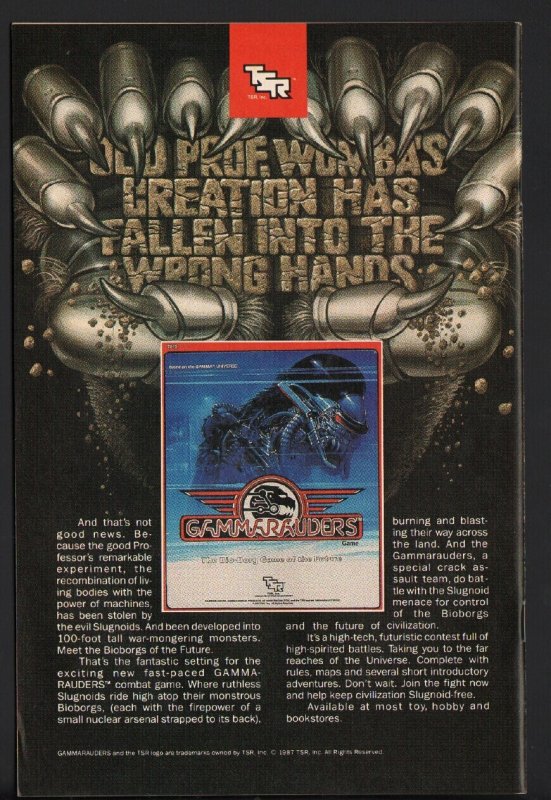 TSR
TSR, Inc.
OLD PROF. WOMBA'S
CREATION HAS
FALLEN INTO THE
WRONG HANDS
Based on the GAMMA UNIVERSE
GAMMARAUDERS
Game
The Bio-Borg Game of the Future
TSR
And that's not
good news. Be-
cause the good Pro-
fessor's remarkable
experiment, the
recombination of liv-
ing bodies with the
power of machines,
has been stolen by
the evil Slugnoids. And been developed into
100-foot tall war-mongering monsters.
Meet the Bioborgs of the Future.
That's the fantastic setting for the
exciting new fast-paced GAMMA-
RAUDERS™ combat game. Where ruthless
Slugnoids ride high atop their monstrous
Bioborgs, (each with the firepower of a
small nuclear arsenal strapped to its back),
burning and blast-
ing their way across
the land. And the
Gammarauders, a
special crack as-
sault team, do bat-
tle with the Slugnoid
menace for control
of the Bioborgs
and the future of civilization.
It's a high-tech, futuristic contest full of
high-spirited battles. Taking you to the far
reaches of the Universe. Complete with
rules, maps and several short introductory
adventures. Don't wait. Join the fight now
and help keep civilization Slugnoid-free.
Available at most toy, hobby and
bookstores.
GAMMARAUDERS and the TSR logo are trademarks owned by TSR, Inc. © 1987 TSR, Inc. All Rights Reserved.